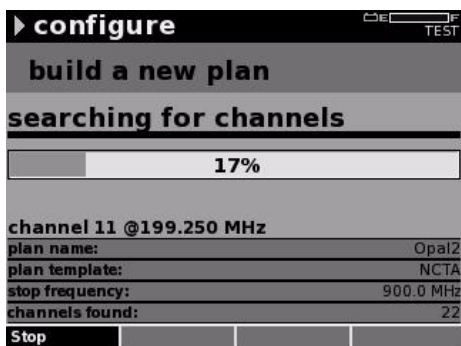 configure
E F
TEST
build a new plan
searching for channels
17%
channel 11 @199.250 MHz
plan name: Opal2
plan template: NCTA
stop frequency: 900.0 MHz
channels found: 22
Stop